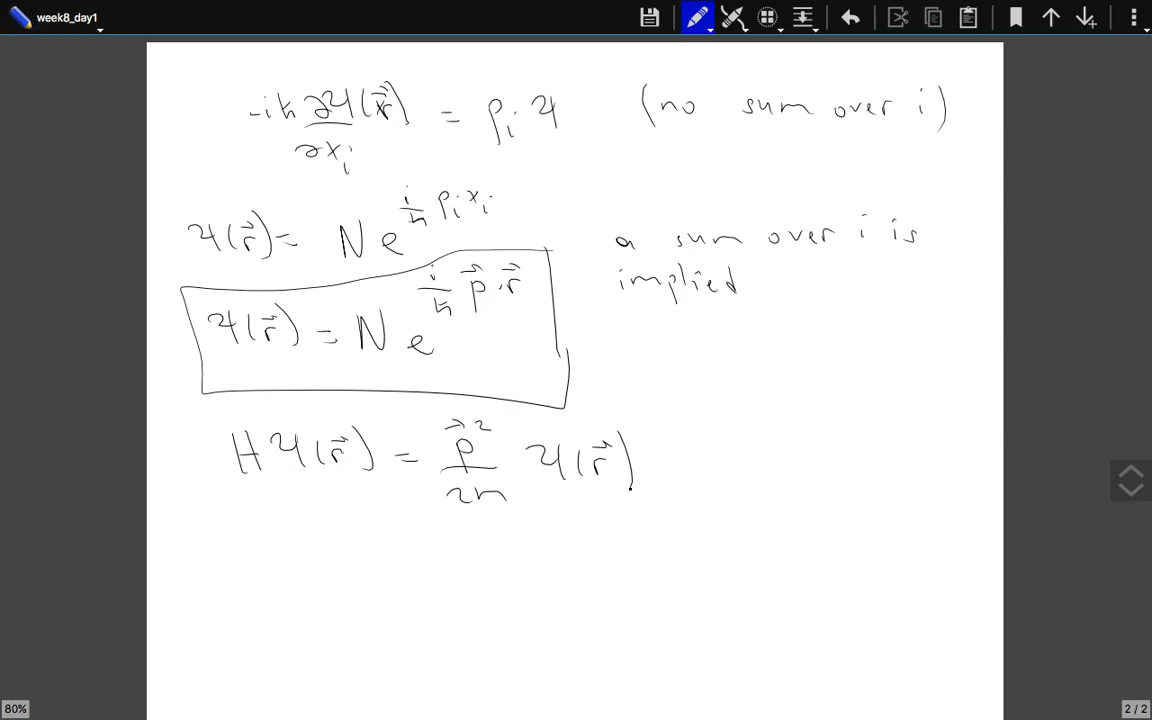 week8_day1
-iħ ∂Ψ(r⃗)/∂x_i = p_i Ψ (no sum over i)
Ψ(r⃗) = N e^{i/ħ p_i x_i} a sum over i is
implied
Ψ(r⃗) = N e^{i/ħ p⃗·r⃗}
HΨ(r⃗) = p⃗²/2m Ψ(r⃗)
80%
2 / 2